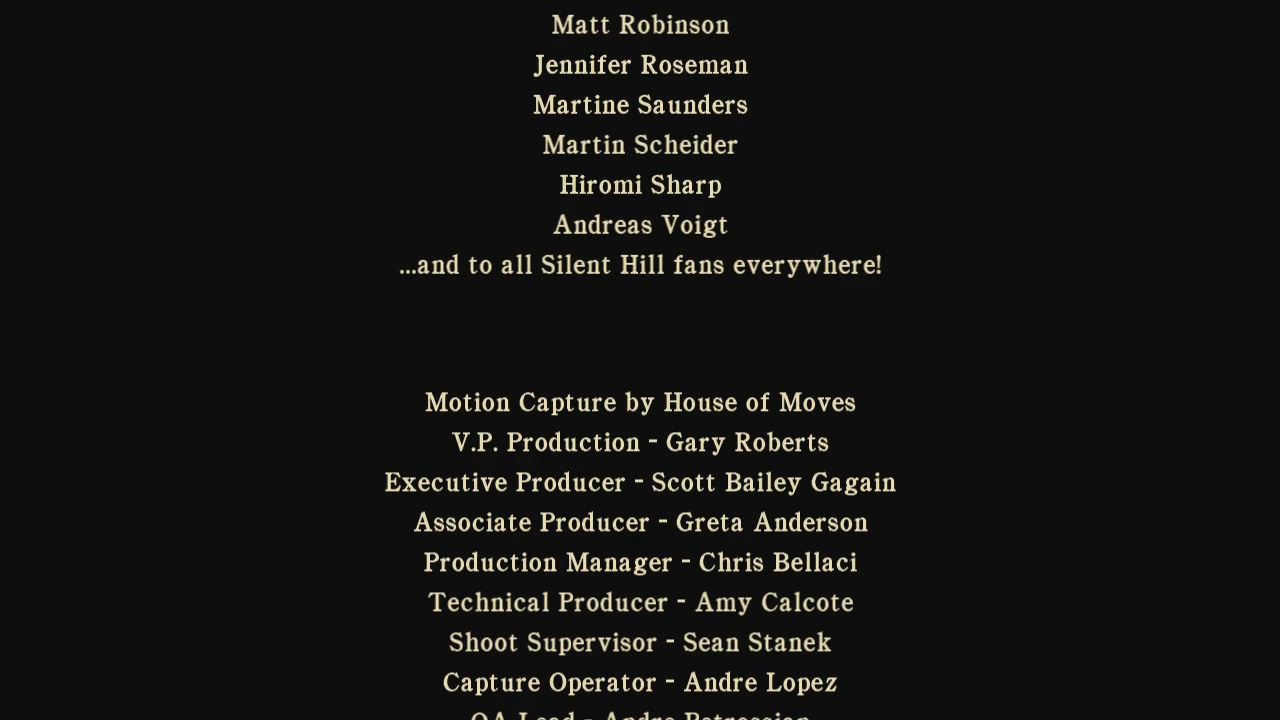 Matt Robinson
Jennifer Roseman
Martine Saunders
Martin Scheider
Hiromi Sharp
Andreas Voigt
...and to all Silent Hill fans everywhere!
Motion Capture by House of Moves
V.P. Production - Gary Roberts
Executive Producer - Scott Bailey Gagain
Associate Producer - Greta Anderson
Production Manager - Chris Bellaci
Technical Producer - Amy Calcote
Shoot Supervisor - Sean Stanek
Capture Operator - Andre Lopez
QA Lead - Andre